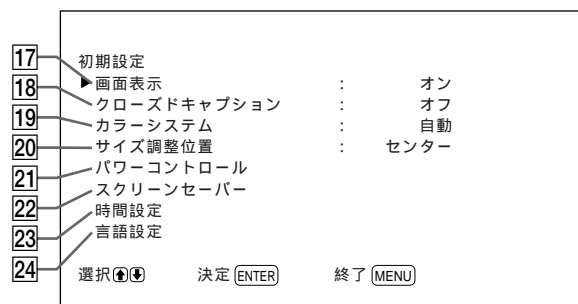 初期設定
17 ▶画面表示 : オン
18 クローズドキャプション : オフ
19 カラーシステム : 自動
20 サイズ調整位置 : センター
21 パワーコントロール
22 スクリーンセーバー
23 時間設定
24 言語設定
選択⬆⬇ 決定 ENTER 終了 MENU